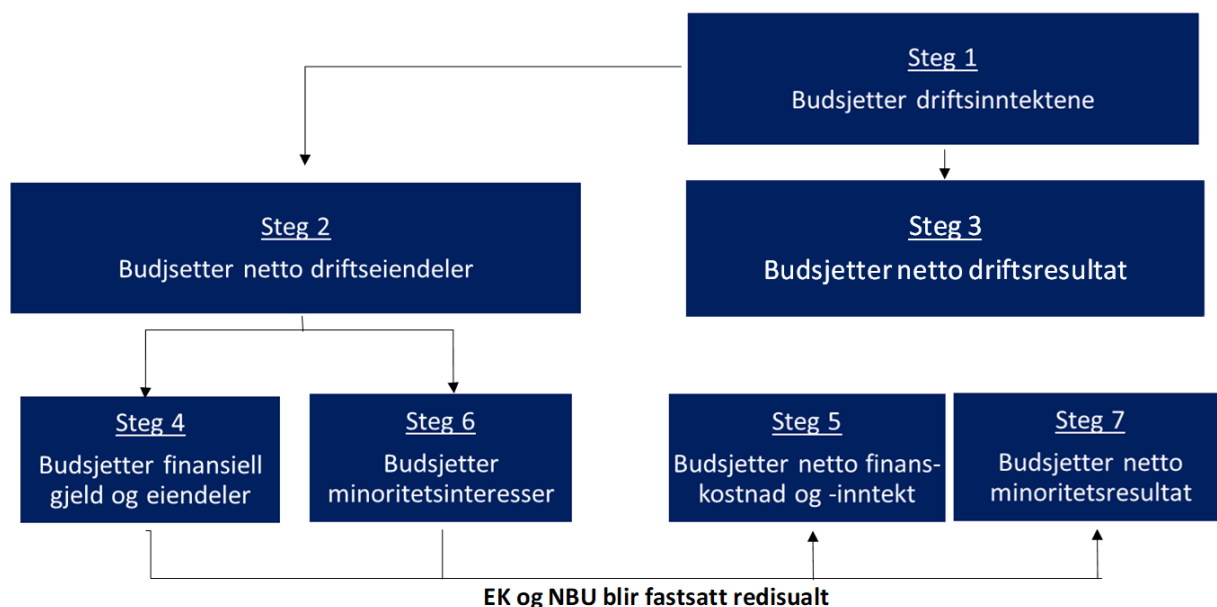 Steg 1
Budsjetter driftsinntektene
Steg 2
Budjsetter netto driftseiendeler
Steg 3
Budsjetter netto driftsresultat
Steg 4
Budsjetter finansiell
gjeld og eiendeler
Steg 6
Budsjetter
minoritetsinteresser
Steg 5
Budsjetter netto finans-
kostnad og -inntekt
Steg 7
Budsjetter netto
minoritetsresultat
EK og NBU blir fastsatt redisualt